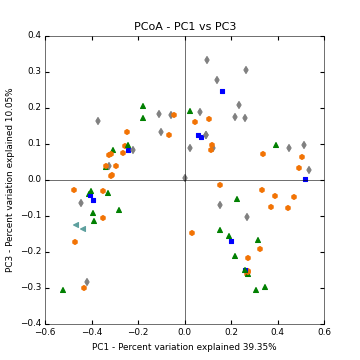 PCoA - PC1 vs PC3
0.4
0.3
0.2
0.1
0.0
−0.1
−0.2
−0.3
−0.4
PC3 - Percent variation explained 10.05%
−0.6 −0.4 −0.2 0.0 0.2 0.4 0.6
PC1 - Percent variation explained 39.35%